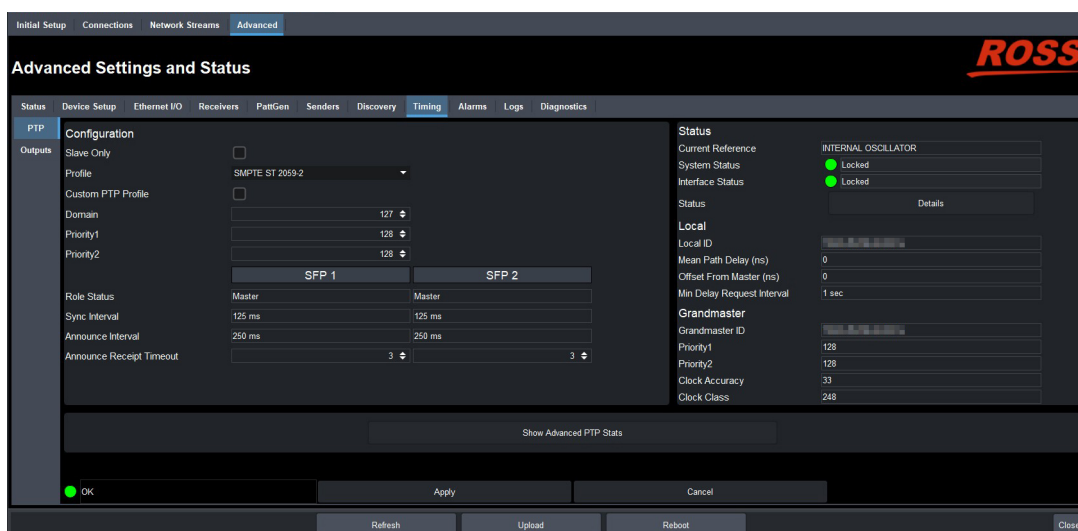 Initial Setup Connections Network Streams Advanced
ROSS
Advanced Settings and Status
Status Device Setup Ethernet I/O Receivers PattGen Senders Discovery Timing Alarms Logs Diagnostics
PTP
Outputs
Configuration
Slave Only
Profile SMPTE ST 2059-2
Custom PTP Profile
Domain 127
Priority1 128
Priority2 128
SFP 1 SFP 2
Role Status Master Master
Sync Interval 125 ms 125 ms
Announce Interval 250 ms 250 ms
Announce Receipt Timeout 3 3
Status
Current Reference INTERNAL OSCILLATOR
System Status Locked
Interface Status Locked
Status Details
Local
Local ID
Mean Path Delay (ns) 0
Offset From Master (ns) 0
Min Delay Request Interval 1 sec
Grandmaster
Grandmaster ID
Priority1 128
Priority2 128
Clock Accuracy 33
Clock Class 248
Show Advanced PTP Stats
OK Apply Cancel
Refresh Upload Reboot Close